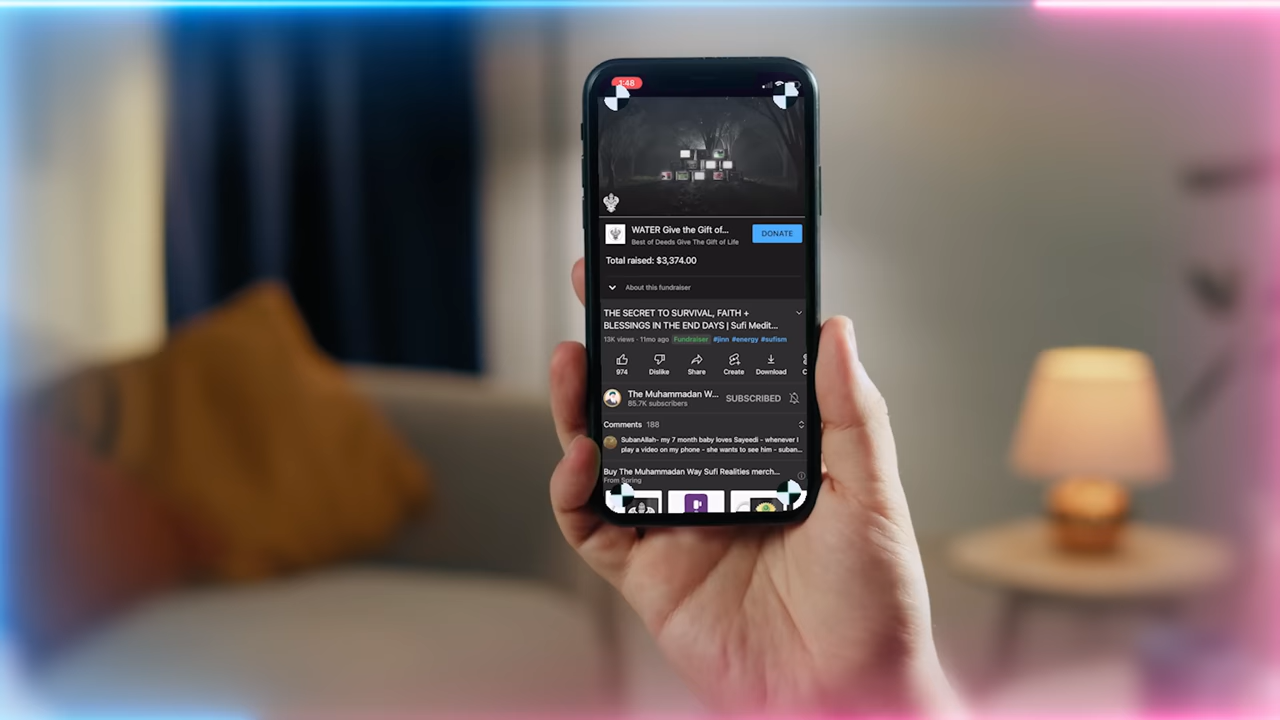 1:48
WATER Give the Gift of...
Best of Deeds Give The Gift of Life
DONATE
Total raised: $3,374.00
About this fundraiser
THE SECRET TO SURVIVAL, FAITH +
BLESSINGS IN THE END DAYS | Sufi Medit...
13K views · 11mo ago Fundraiser #jinn #energy #sufism
974
Dislike
Share
Create
Download
C
The Muhammadan W...
85.7K subscribers
SUBSCRIBED
Comments 188
SubanAllah- my 7 month baby loves Sayeedi - whenever I
play a video on my phone - she wants to see him - suban...
Buy The Muhammadan Way Sufi Realities merch...
From Spring